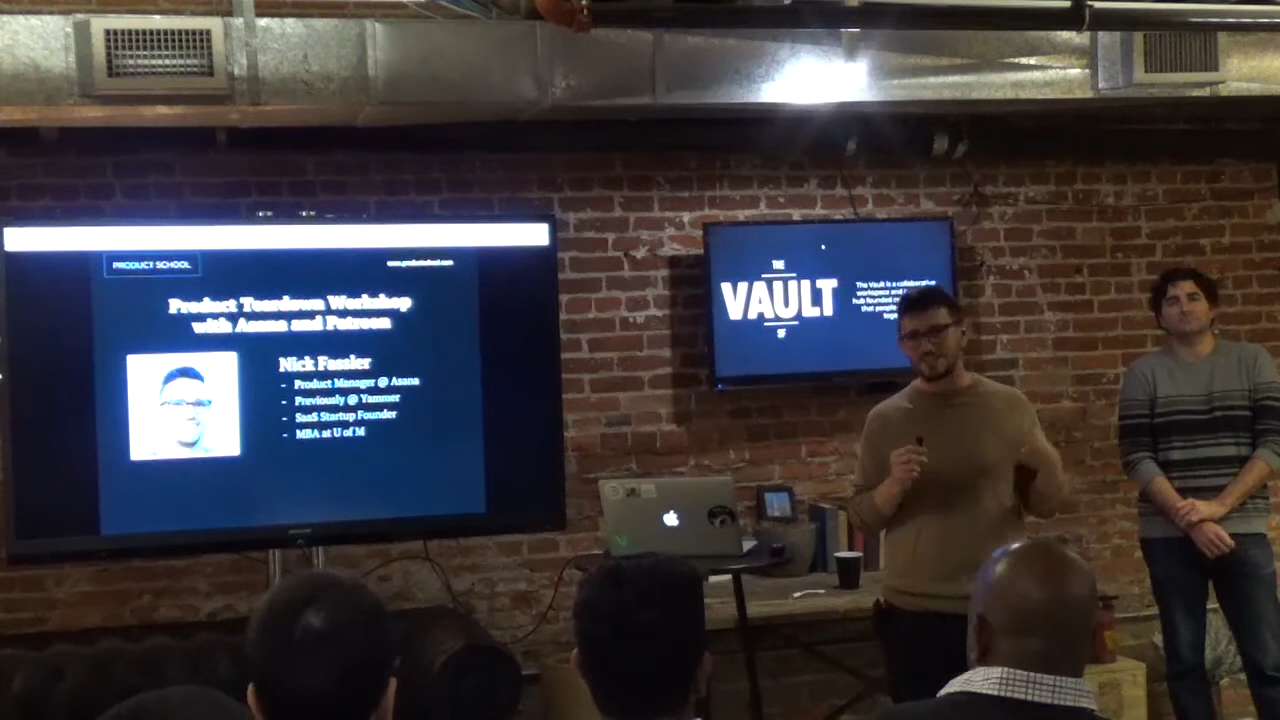 PRODUCT SCHOOL
www.productschool.com
Product Teardown Workshop
with Asana and Patreon
Nick Fassler
- Product Manager @ Asana
- Previously @ Yammer
- SaaS Startup Founder
- MBA at U of M
THE
VAULT
SF
The Vault is a collaborative
workspace and
hub founded
that people